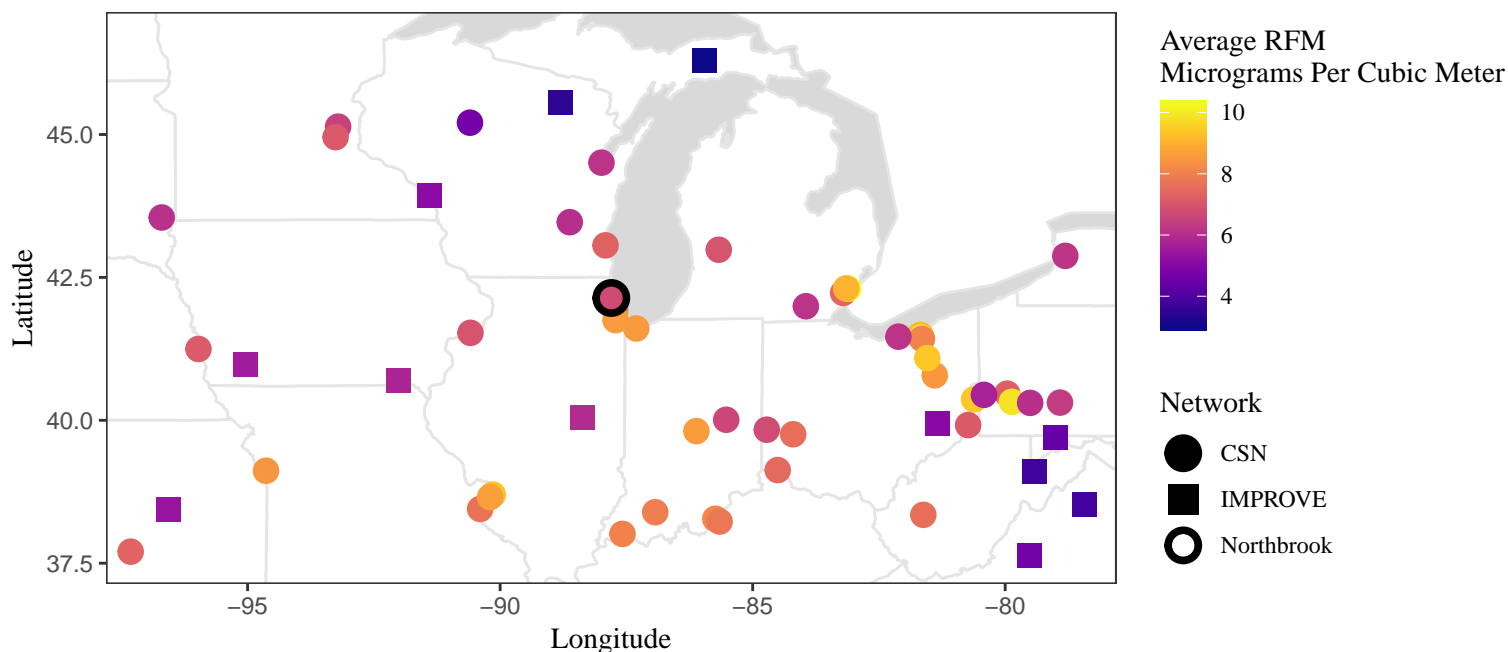 Average RFM
Micrograms Per Cubic Meter
10
8
6
4
Network
CSN
IMPROVE
Northbrook
Latitude
45.0
42.5
40.0
37.5
−95
−90
−85
−80
Longitude